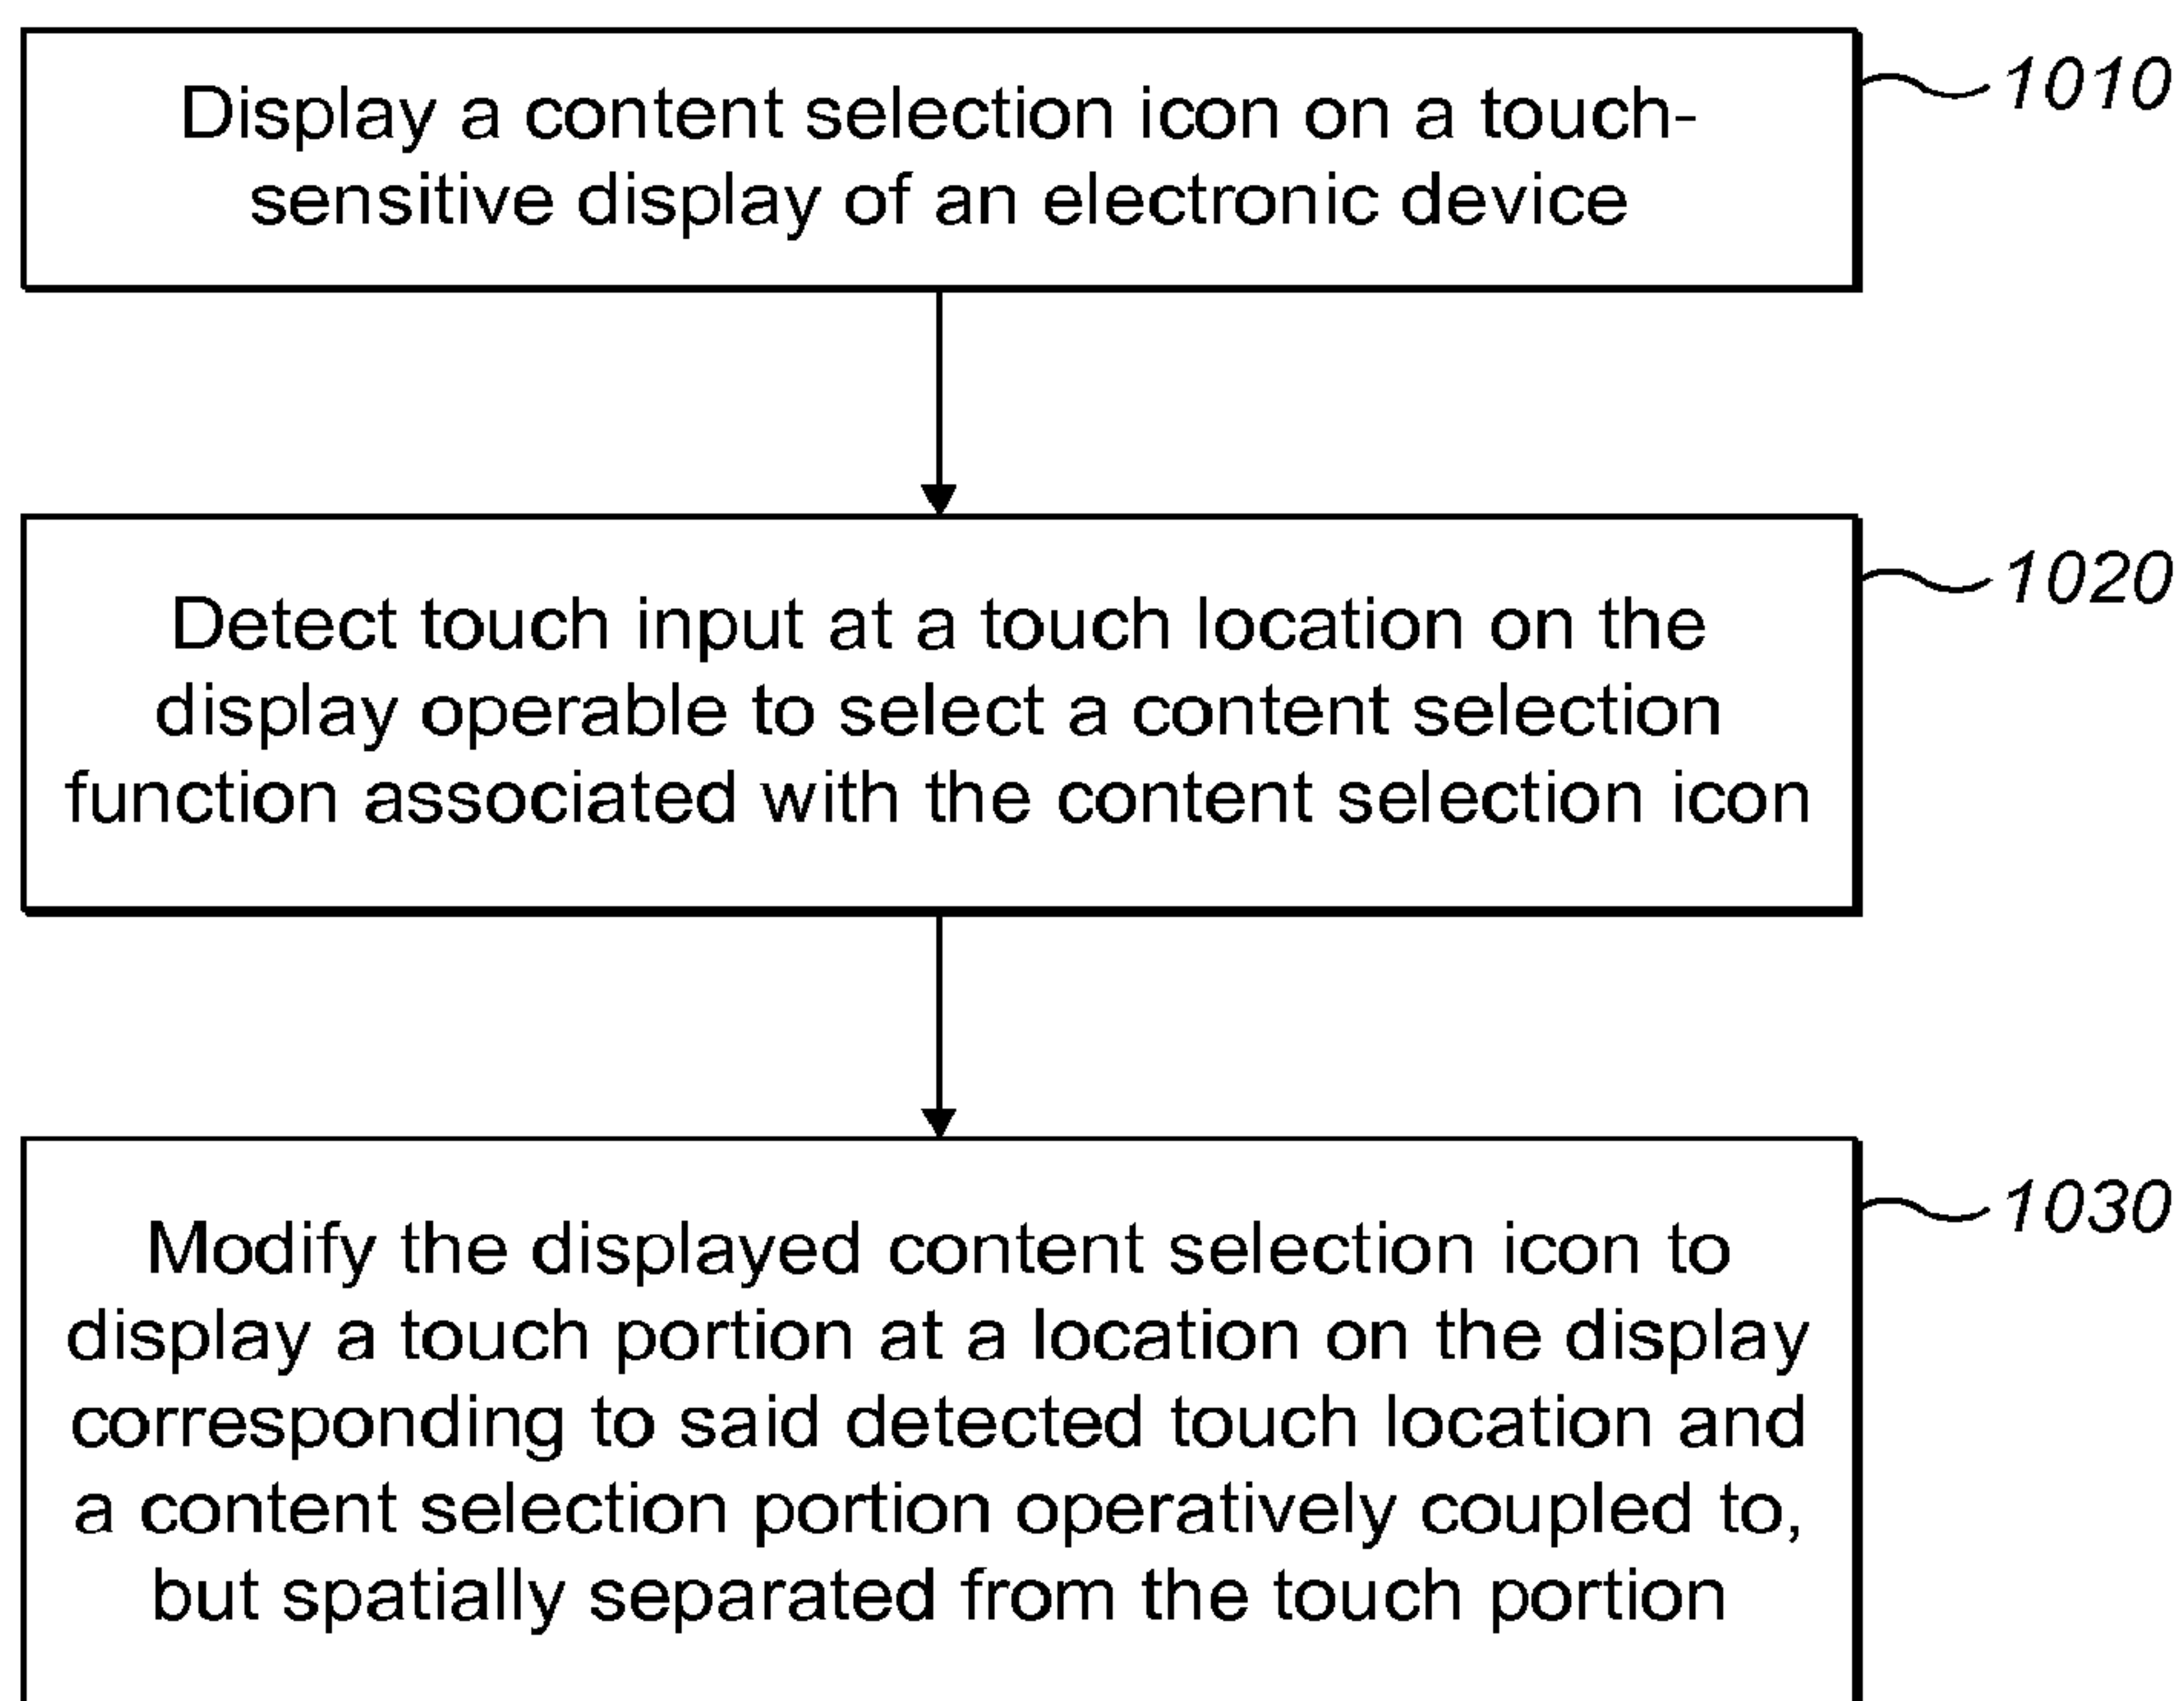 Display a content selection icon on a touch-
sensitive display of an electronic device
1010
Detect touch input at a touch location on the
display operable to select a content selection
function associated with the content selection icon
1020
Modify the displayed content selection icon to
display a touch portion at a location on the display
corresponding to said detected touch location and
a content selection portion operatively coupled to,
but spatially separated from the touch portion
1030